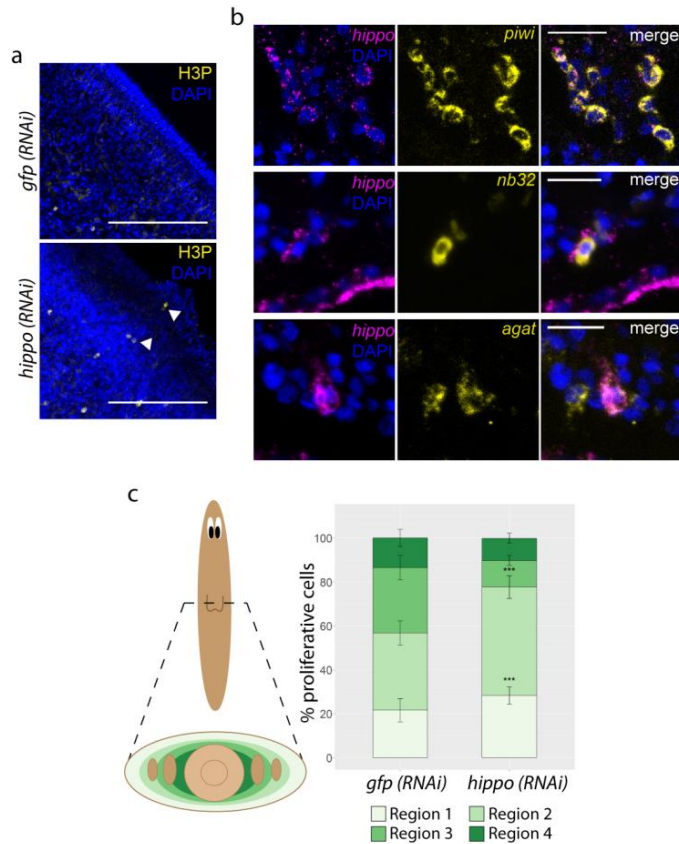 a
H3P
DAPI
gfp (RNAi)
H3P
DAPI
hippo (RNAi)
b
hippo
DAPI
piwi
merge
hippo
DAPI
nb32
merge
hippo
DAPI
agat
merge
c
% proliferative cells
100
80
60
40
20
0
***
***
gfp (RNAi)
hippo (RNAi)
Region 1
Region 2
Region 3
Region 4